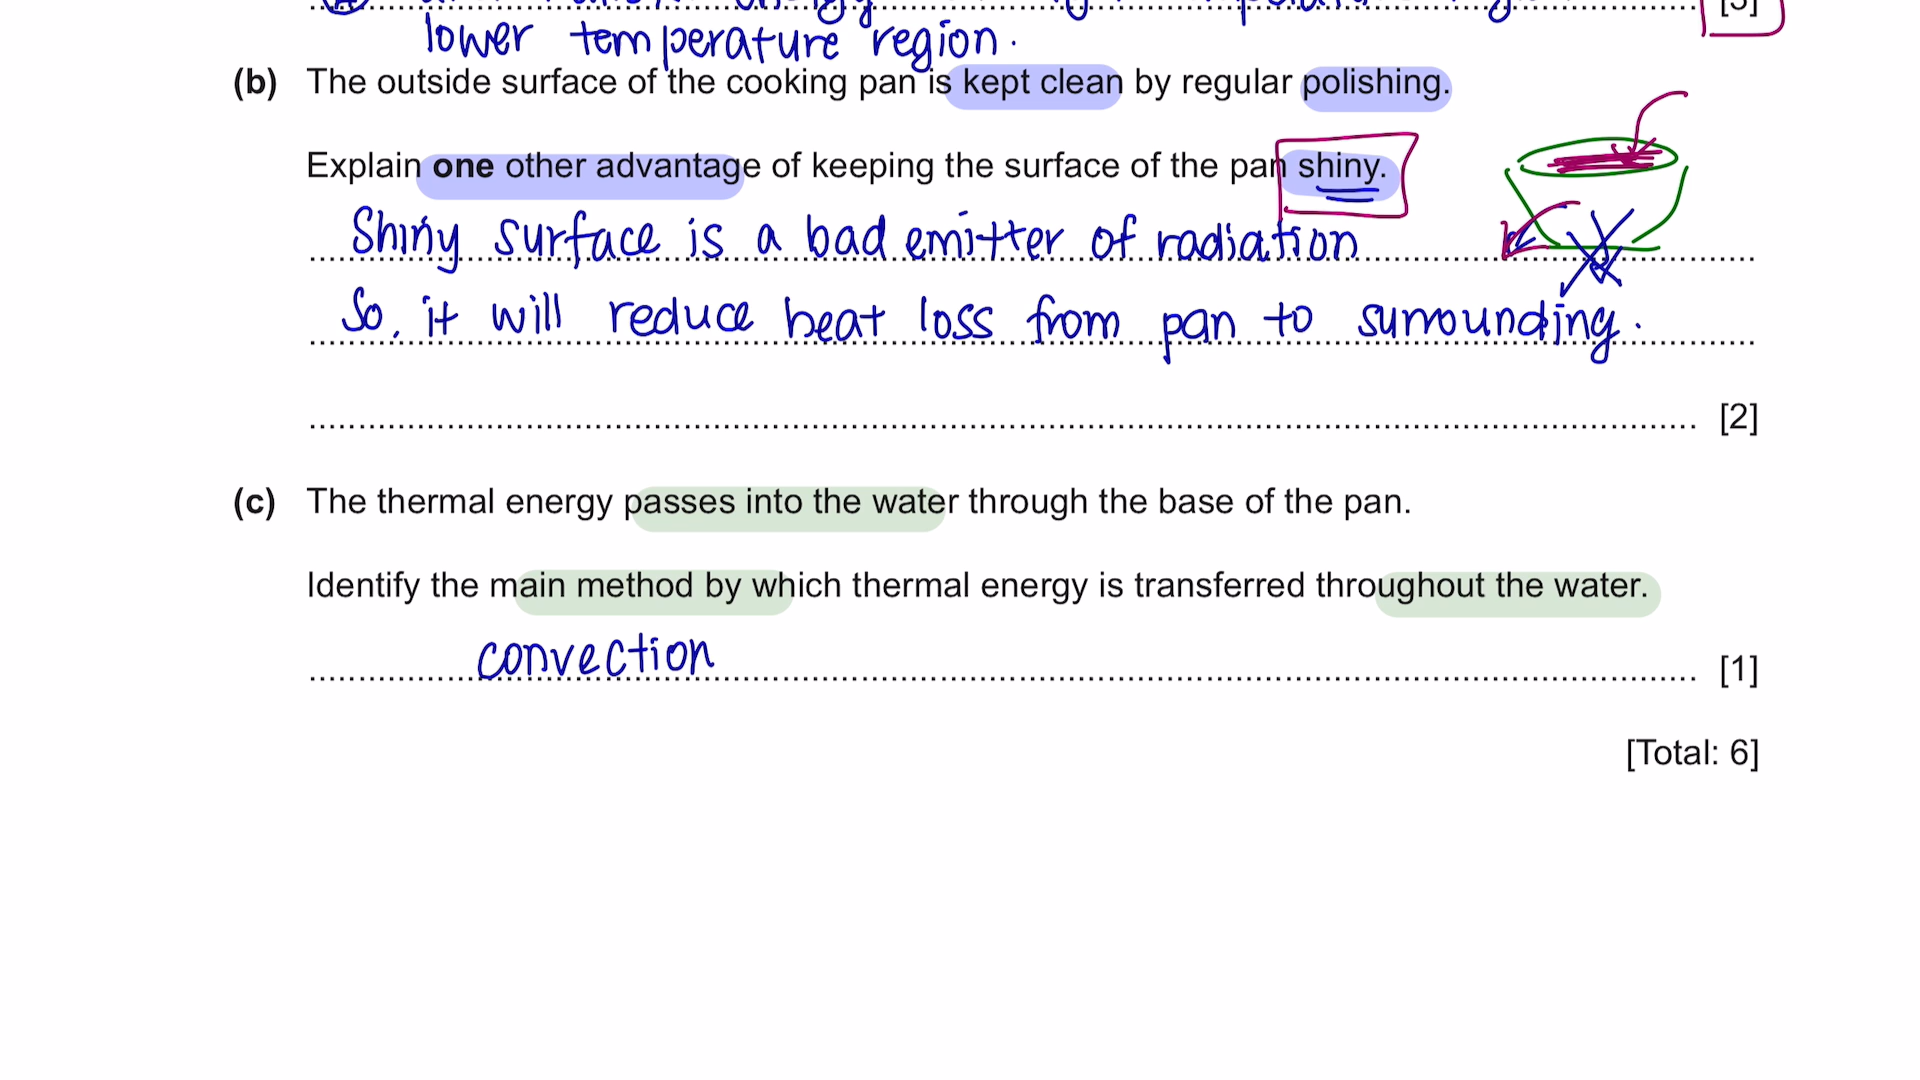 energy
[3]
lower temperature region.
(b) The outside surface of the cooking pan is kept clean by regular polishing.
Explain one other advantage of keeping the surface of the pan shiny.
Shiny surface is a bad emitter of radiation
So, it will reduce heat loss from pan to surrounding.
[2]
(c) The thermal energy passes into the water through the base of the pan.
Identify the main method by which thermal energy is transferred throughout the water.
convection
[1]
[Total: 6]